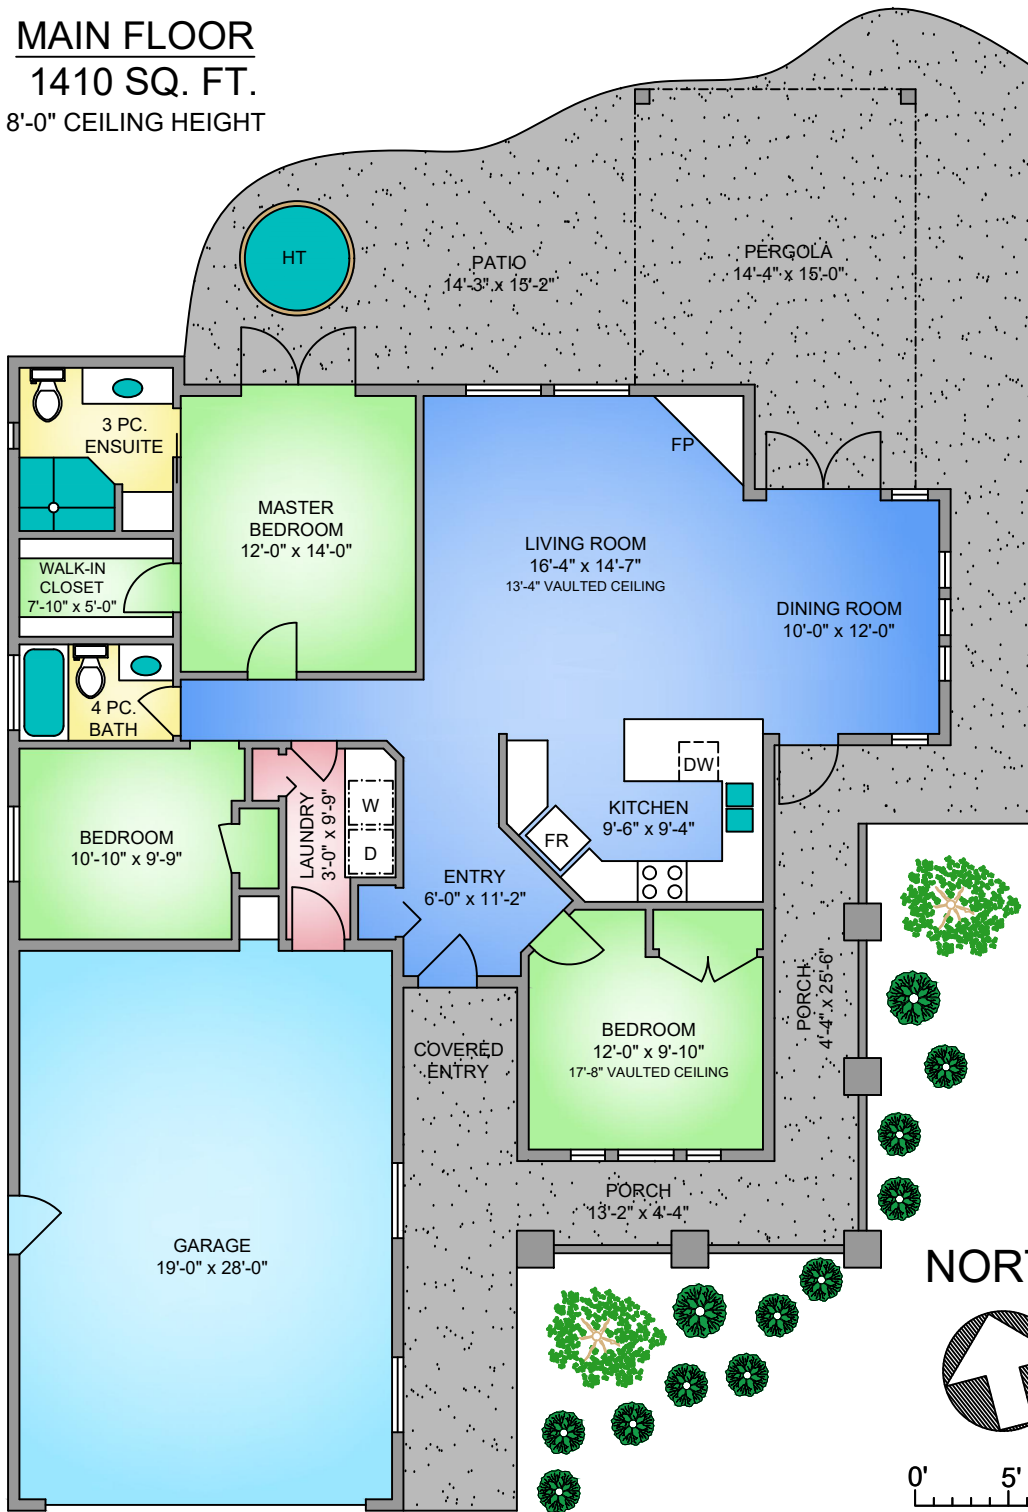 MAIN FLOOR
1410 SQ. FT.
8'-0" CEILING HEIGHT
HT
PATIO
14'-3" x 15'-2"
PERGOLA
14'-4" x 15'-0"
3 PC.
ENSUITE
FP
MASTER
BEDROOM
12'-0" x 14'-0"
LIVING ROOM
16'-4" x 14'-7"
13'-4" VAULTED CEILING
WALK-IN
CLOSET
7'-10" x 5'-0"
DINING ROOM
10'-0" x 12'-0"
4 PC.
BATH
DW
KITCHEN
9'-6" x 9'-4"
W
D
FR
LAUNDRY
3'-0" x 9'-9"
BEDROOM
10'-10" x 9'-9"
ENTRY
6'-0" x 11'-2"
PORCH
4'-4" x 25'-6"
BEDROOM
12'-0" x 9'-10"
17'-8" VAULTED CEILING
COVERED
ENTRY
PORCH
13'-2" x 4'-4"
GARAGE
19'-0" x 28'-0"
NORT
0' 5'